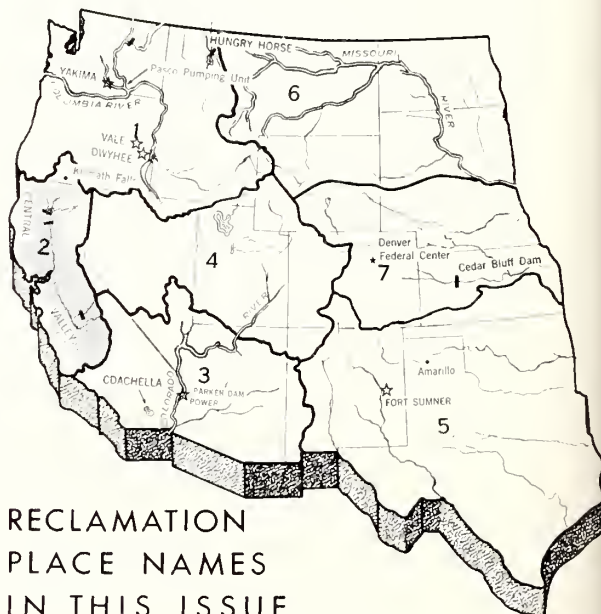 HUNGRY HORSE
MISSOURI
RIVER
YAKIMA
Pasco Pumping Unit
COLUMBIA RIVER
6
1
VALE
OWYHEE
Klamath Falls
CENTRAL
VALLEY
2
4
Denver
Federal Center
7
Cedar Bluff Dam
RIVER
COLORADO
3
COACHELLA
PARKER DAM
POWER
Amarillo
FORT SUMNER
5
RECLAMATION
PLACE NAMES
IN THIS ISSUE